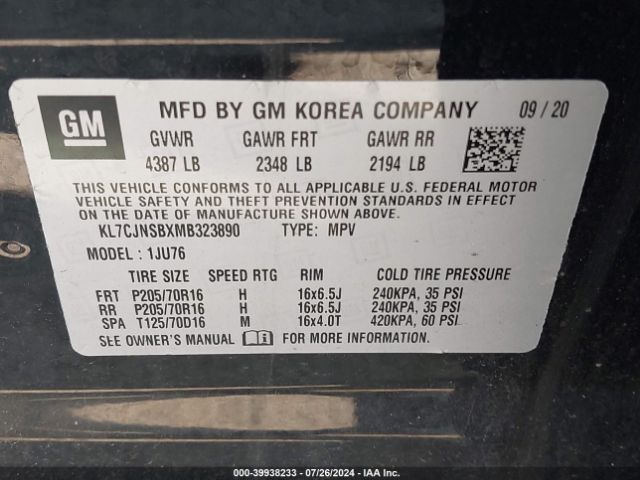 GM
MFD BY GM KOREA COMPANY 09 / 20
GVWR GAWR FRT GAWR RR
4387 LB 2348 LB 2194 LB
THIS VEHICLE CONFORMS TO ALL APPLICABLE U.S. FEDERAL MOTOR
VEHICLE SAFETY AND THEFT PREVENTION STANDARDS IN EFFECT
ON THE DATE OF MANUFACTURE SHOWN ABOVE.
KL7CJNSBXMB323890 TYPE: MPV
MODEL : 1JU76
TIRE SIZE SPEED RTG RIM COLD TIRE PRESSURE
FRT P205/70R16 H 16x6.5J 240KPA, 35 PSI
RR P205/70R16 H 16x6.5J 240KPA, 35 PSI
SPA T125/70D16 M 16x4.0T 420KPA, 60 PSI
SEE OWNER'S MANUAL FOR MORE INFORMATION.
000-39938233 - 07/26/2024 - IAA Inc.